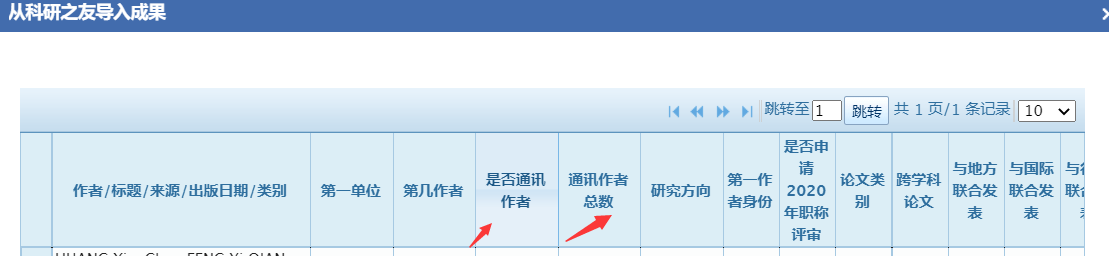 从科研之友导入成果
跳转至 1 跳转 共 1 页/1 条记录 10
作者/标题/来源/出版日期/类别
第一单位
第几作者
是否通讯
作者
通讯作者
总数
研究方向
第一作
者身份
是否申
请
2020
年职称
评审
论文类
别
跨学科
论文
与地方
联合发
表
与国际
联合发
表